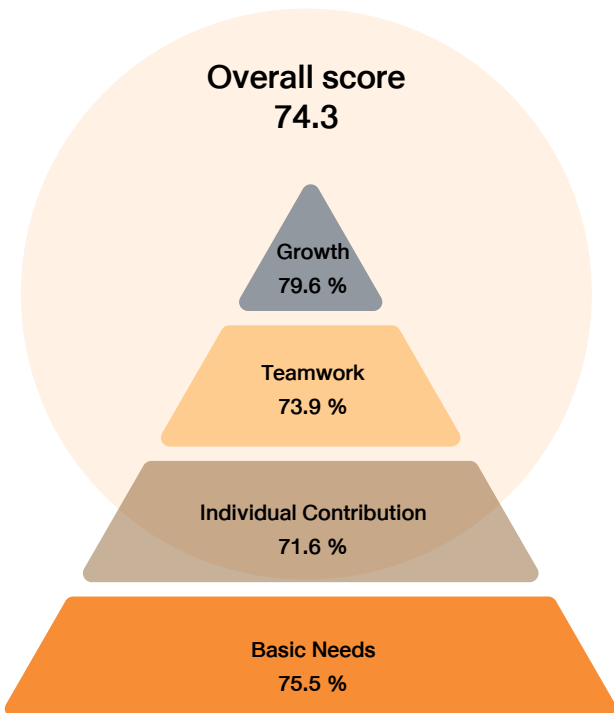 Overall score
74.3
Growth
79.6 %
Teamwork
73.9 %
Individual Contribution
71.6 %
Basic Needs
75.5 %